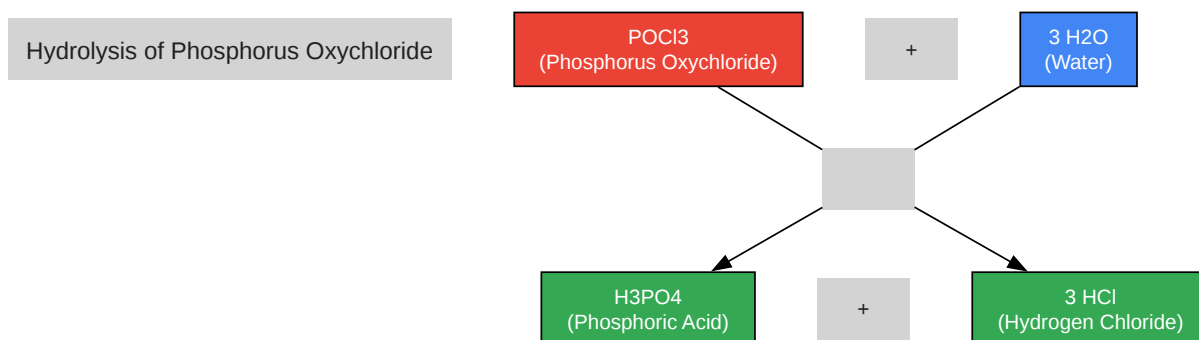 Hydrolysis of Phosphorus Oxychloride
POCl3
(Phosphorus Oxychloride)
+
3 H2O
(Water)
H3PO4
(Phosphoric Acid)
+
3 HCl
(Hydrogen Chloride)